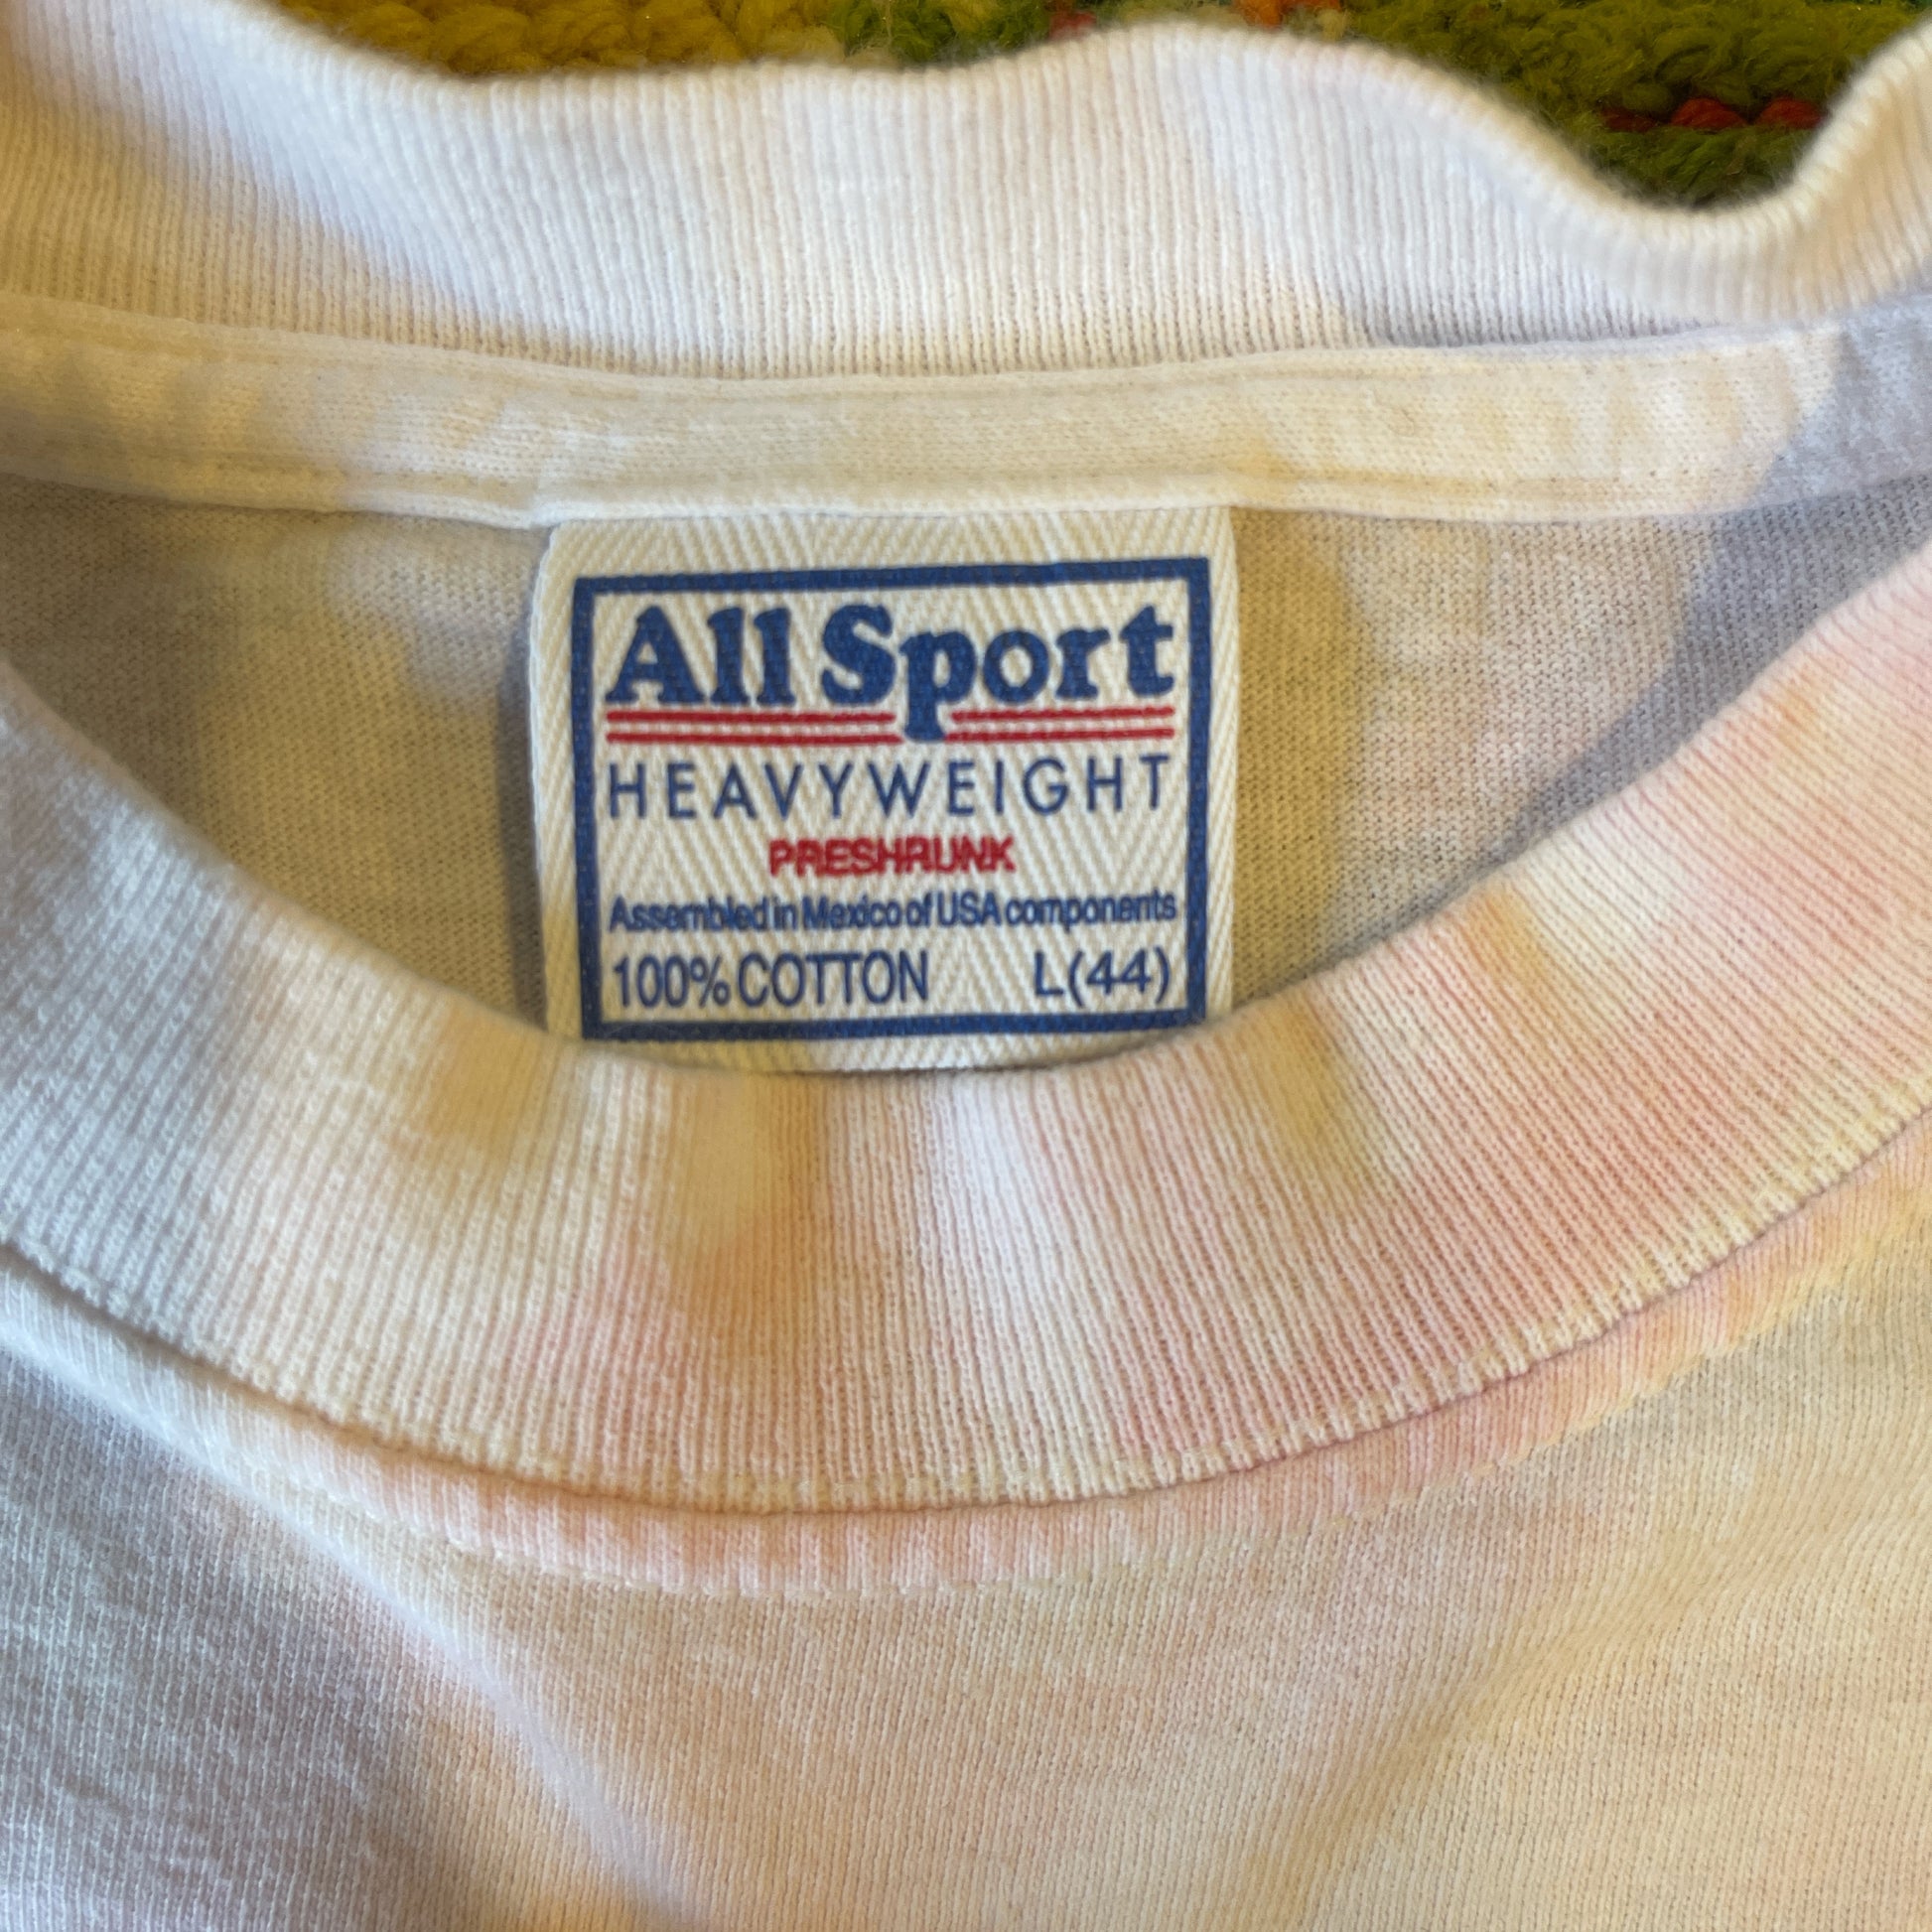 All Sport
HEAVYWEIGHT
PRESHRUNK
Assembled in Mexico of USA components
100% COTTON L(44)